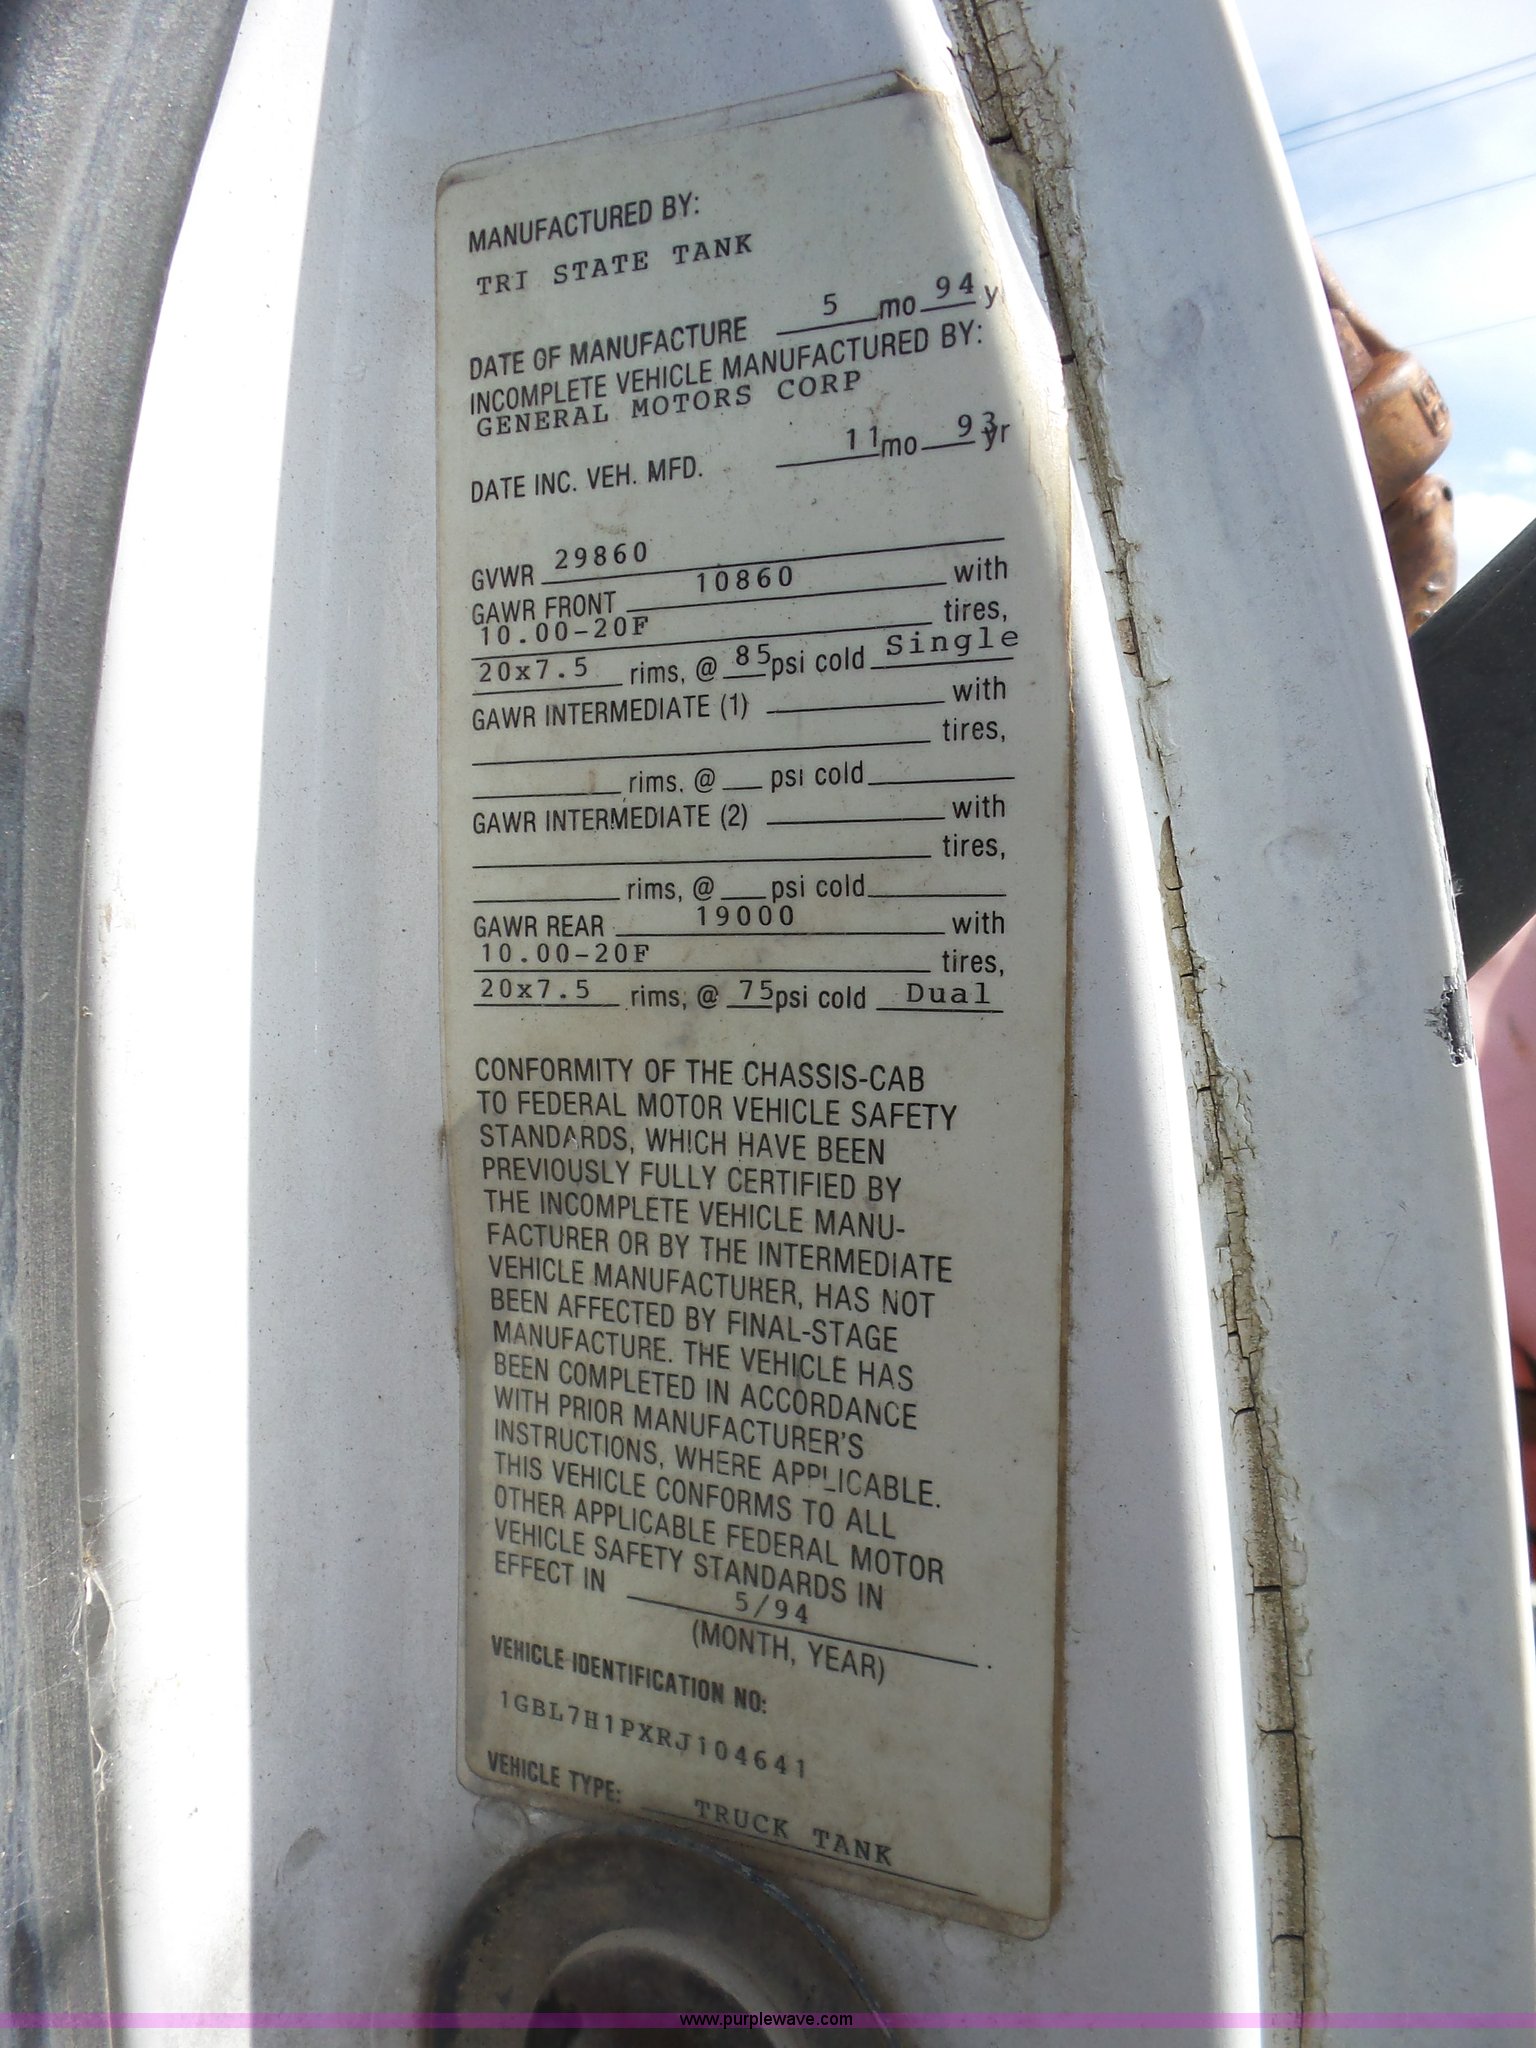 MANUFACTURED BY:
TRI STATE TANK
DATE OF MANUFACTURE 5 mo 94 y
INCOMPLETE VEHICLE MANUFACTURED BY:
GENERAL MOTORS CORP
DATE INC. VEH. MFD. 11 mo 93 yr
GVWR 29860
GAWR FRONT 10860 with
10.00-20F tires,
20x7.5 rims, @ 85 psi cold Single
GAWR INTERMEDIATE (1) with
tires,
rims, @ psi cold
GAWR INTERMEDIATE (2) with
tires,
rims, @ psi cold
GAWR REAR 19000 with
10.00-20F tires,
20x7.5 rims, @ 75 psi cold Dual
CONFORMITY OF THE CHASSIS-CAB
TO FEDERAL MOTOR VEHICLE SAFETY
STANDARDS, WHICH HAVE BEEN
PREVIOUSLY FULLY CERTIFIED BY
THE INCOMPLETE VEHICLE MANU-
FACTURER OR BY THE INTERMEDIATE
VEHICLE MANUFACTURER, HAS NOT
BEEN AFFECTED BY FINAL-STAGE
MANUFACTURE. THE VEHICLE HAS
BEEN COMPLETED IN ACCORDANCE
WITH PRIOR MANUFACTURER'S
INSTRUCTIONS, WHERE APPLICABLE.
THIS VEHICLE CONFORMS TO ALL
OTHER APPLICABLE FEDERAL MOTOR
VEHICLE SAFETY STANDARDS IN
EFFECT IN 5/94.
(MONTH, YEAR)
VEHICLE IDENTIFICATION NO:
1GBL7H1PXRJ104641
VEHICLE TYPE: TRUCK TANK
www.purplewave.com